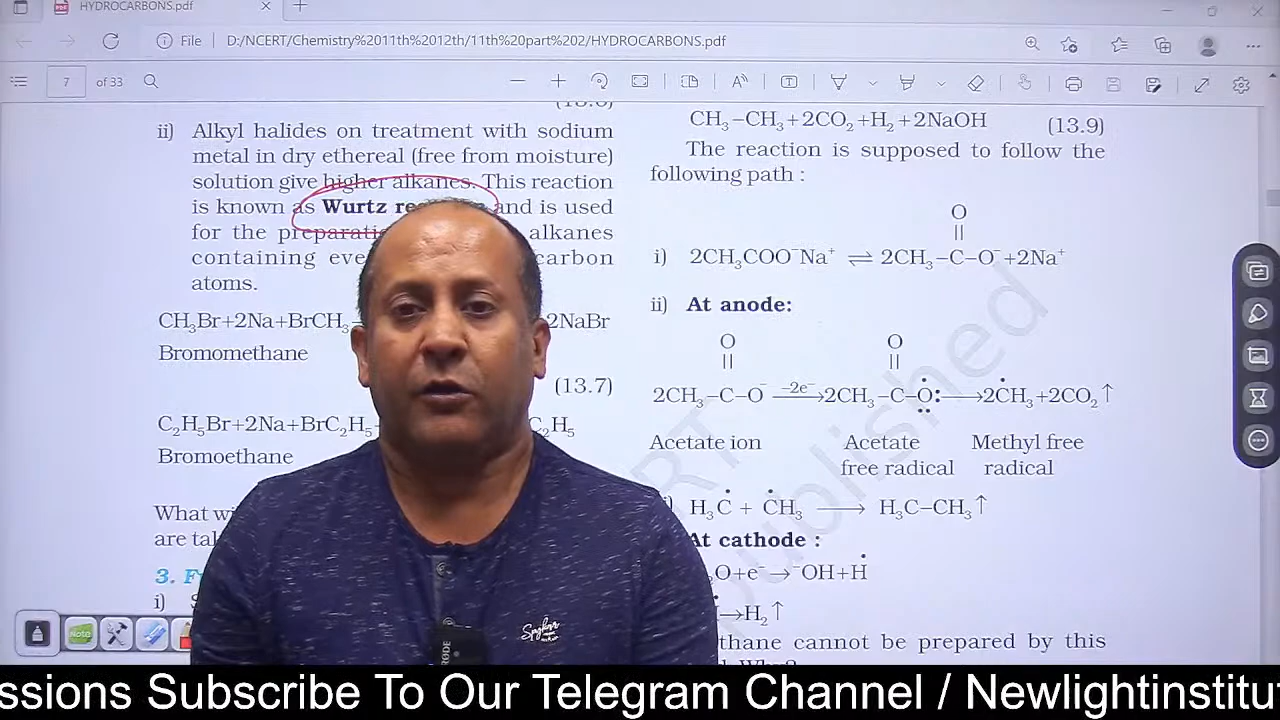 HYDROCARBONS.pdf
File D:/NCERT/Chemistry%2011th%2012th/11th%20part%202/HYDROCARBONS.pdf
7 of 33
ii) Alkyl halides on treatment with sodium
metal in dry ethereal (free from moisture)
solution give higher alkanes. This reaction
is known as Wurtz and is used
for the alkanes
containing carbon
atoms.
CH₃Br+2Na+BrCH₃ 2NaBr
Bromomethane
(13.7)
C₂H₅Br+2Na+BrC₂H₅ C₂H₅
Bromoethane
What
are
3.
i)
CH₃−CH₃+2CO₂+H₂+2NaOH (13.9)
The reaction is supposed to follow the
following path :
O
||
i) 2CH₃COO⁻Na⁺ ⇌ 2CH₃−C−O⁻+2Na⁺
ii) At anode:
O O
|| ||
2CH₃−C−O⁻ −2e⁻→ 2CH₃−C−Ȯ: ⟶ 2ĊH₃+2CO₂↑
Acetate ion Acetate Methyl free
free radical radical
H₃Ċ + ĊH₃ ⟶ H₃C−CH₃↑
At cathode :
O+e⁻→⁻OH+Ḣ
→H₂↑
cannot be prepared by this
Why?
Note
Spykar
RØDE
Subscribe To Our Telegram Channel / Newlightinstitu